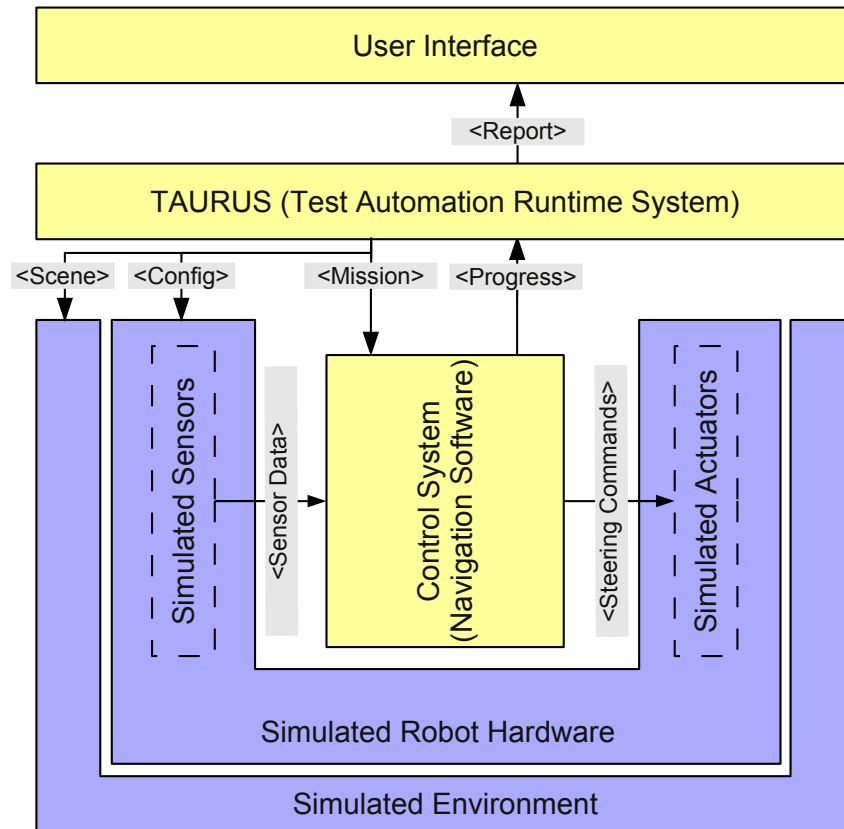 User Interface
<Report>
TAURUS (Test Automation Runtime System)
<Scene>
<Config>
<Mission>
<Progress>
Simulated Sensors
<Sensor Data>
Control System
(Navigation Software)
<Steering Commands>
Simulated Actuators
Simulated Robot Hardware
Simulated Environment